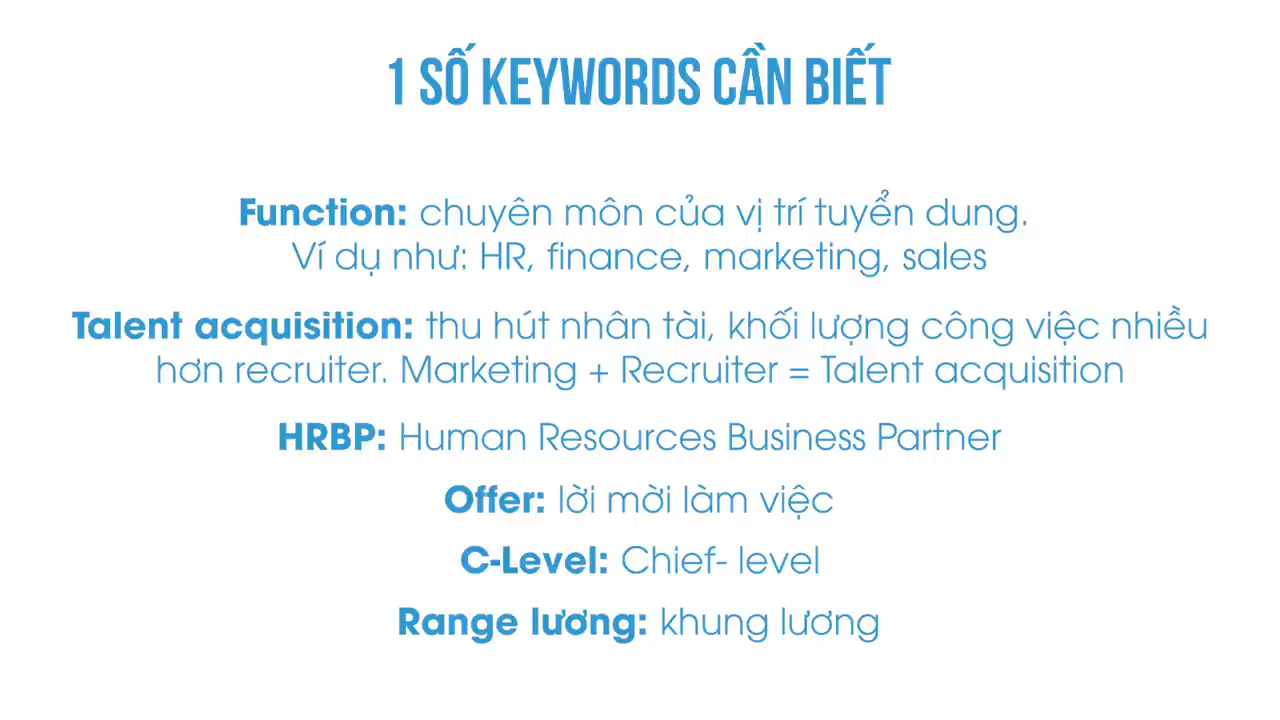 1 SỐ KEYWORDS CẦN BIẾT
Function: chuyên môn của vị trí tuyển dung.
Ví dụ như: HR, finance, marketing, sales
Talent acquisition: thu hút nhân tài, khối lượng công việc nhiều
hơn recruiter. Marketing + Recruiter = Talent acquisition
HRBP: Human Resources Business Partner
Offer: lời mời làm việc
C-Level: Chief- level
Range lương: khung lương